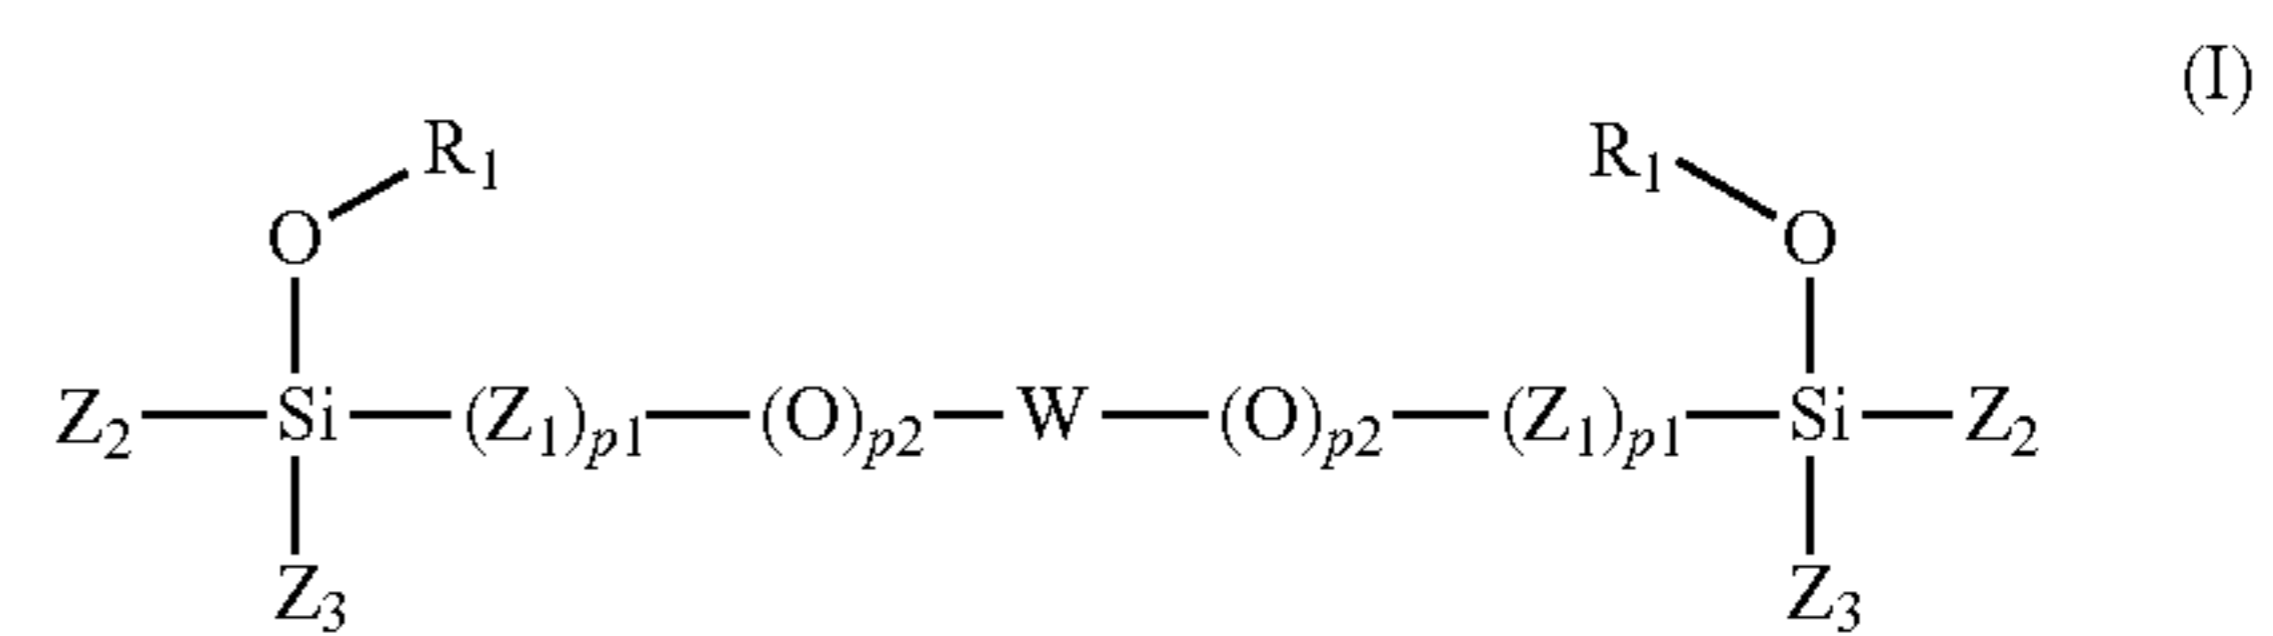 (I)
R1 R1
O O
Z2—Si—(Z1)p1—(O)p2—W—(O)p2—(Z1)p1—Si—Z2
Z3 Z3